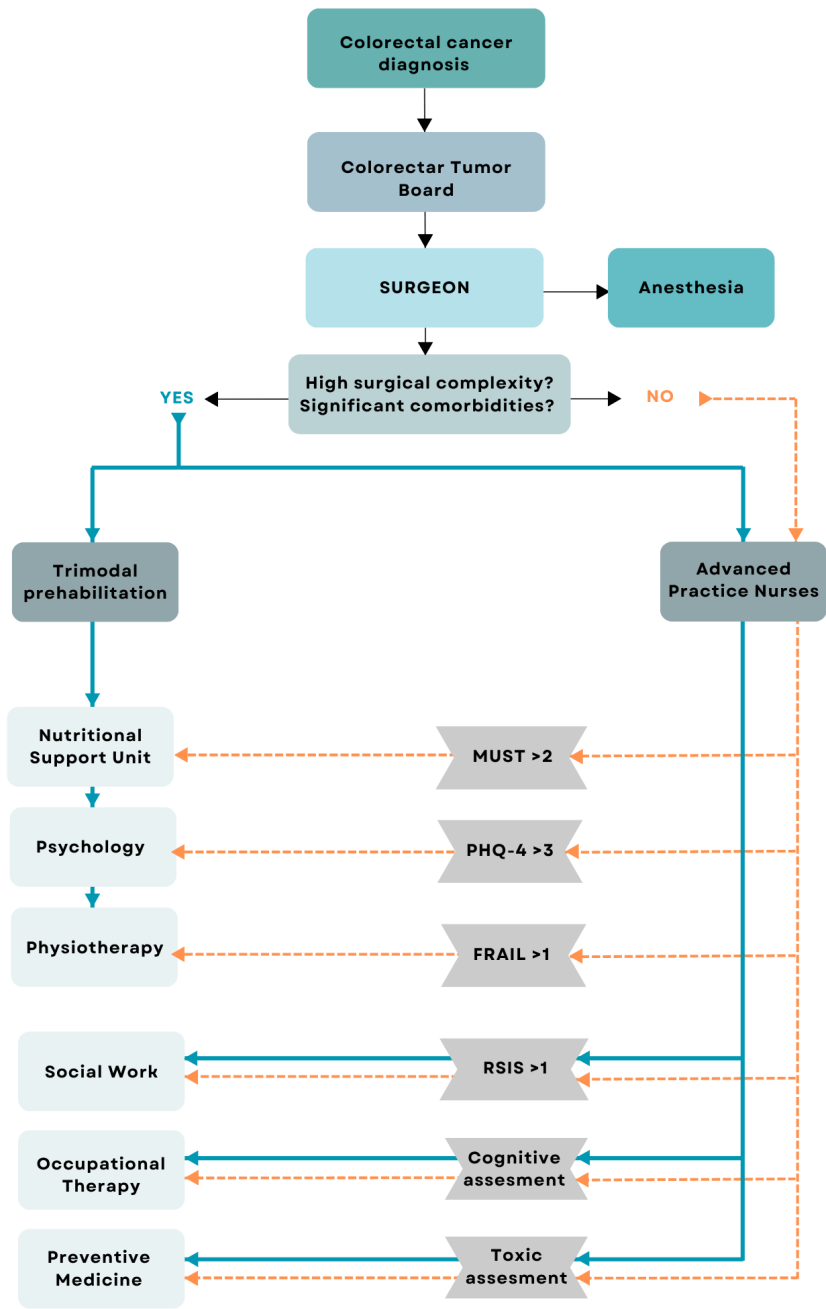 Colorectal cancer
diagnosis
Colorectar Tumor
Board
SURGEON
Anesthesia
High surgical complexity?
Significant comorbidities?
YES
NO
Trimodal
prehabilitation
Advanced
Practice Nurses
Nutritional
Support Unit
MUST >2
Psychology
PHQ-4 >3
Physiotherapy
FRAIL >1
Social Work
RSIS >1
Occupational
Therapy
Cognitive
assesment
Preventive
Medicine
Toxic
assesment